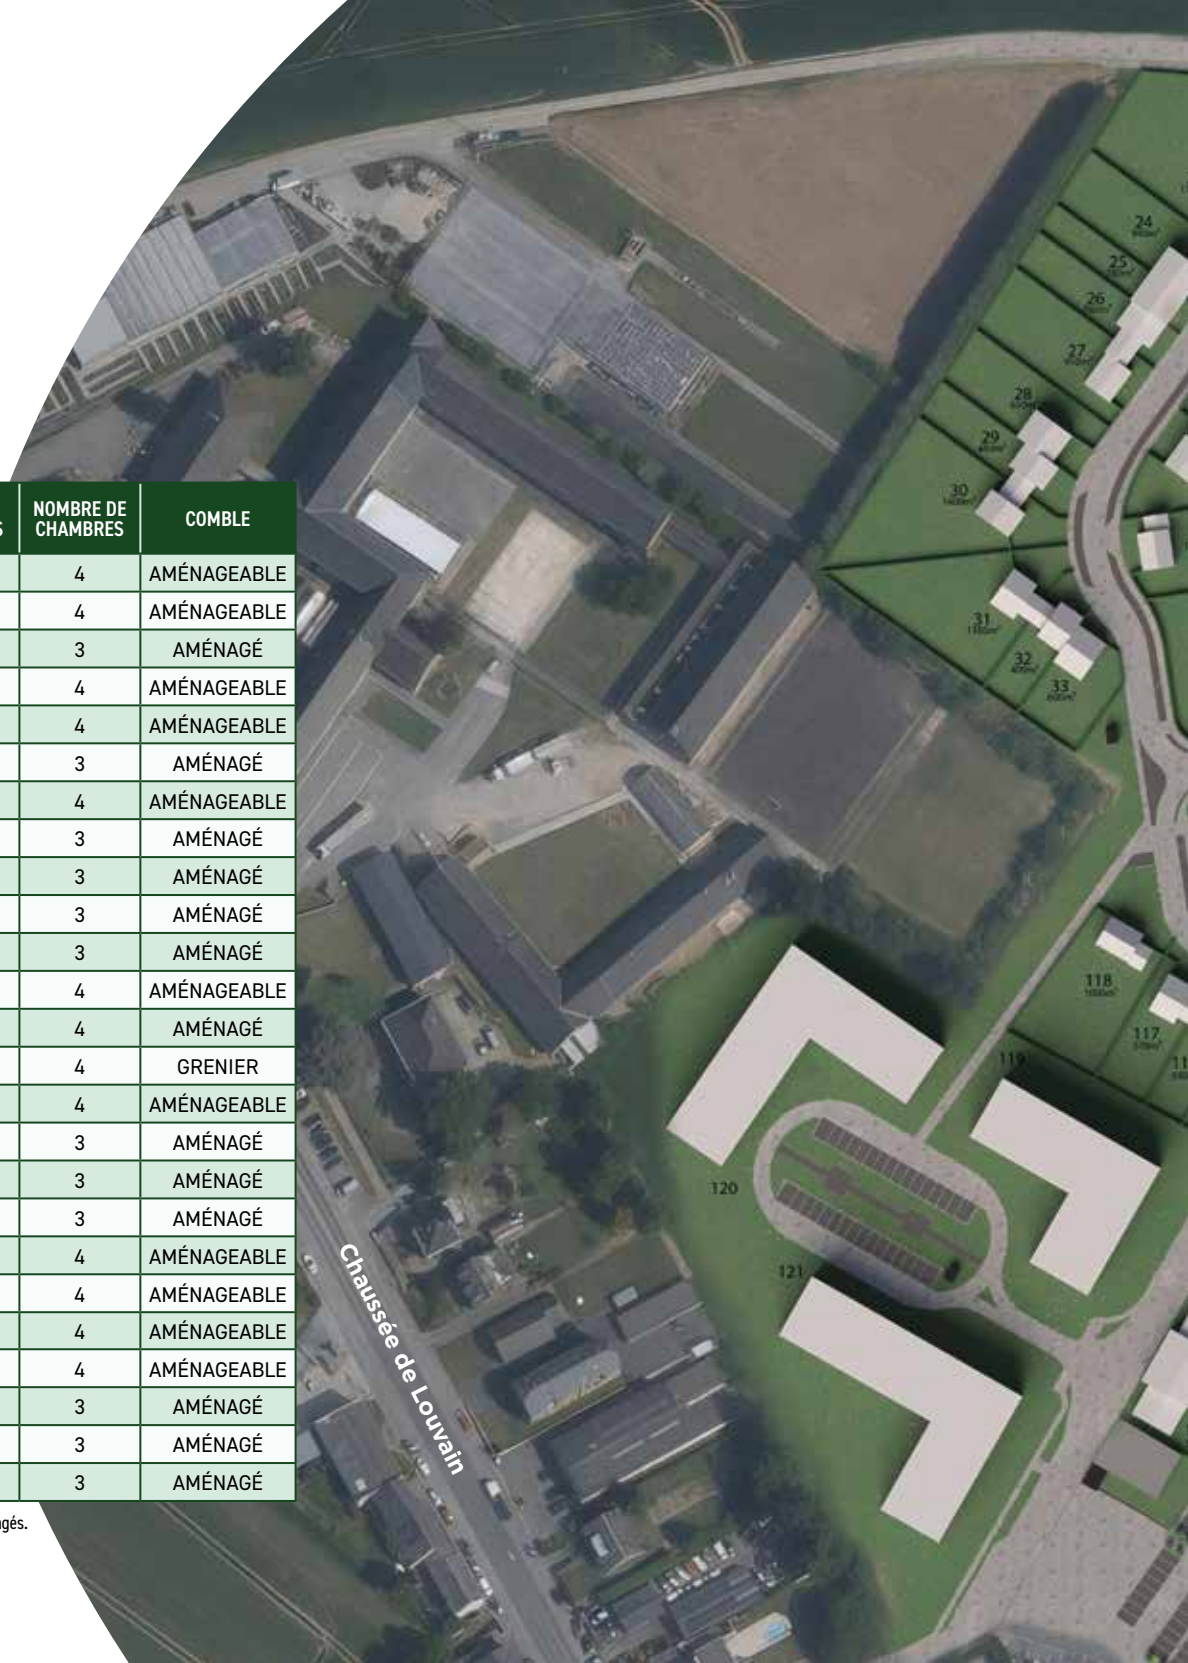 S
NOMBRE DE
CHAMBRES
COMBLE
4 AMÉNAGEABLE
4 AMÉNAGEABLE
3 AMÉNAGÉ
4 AMÉNAGEABLE
4 AMÉNAGEABLE
3 AMÉNAGÉ
4 AMÉNAGEABLE
3 AMÉNAGÉ
3 AMÉNAGÉ
3 AMÉNAGÉ
3 AMÉNAGÉ
4 AMÉNAGEABLE
4 AMÉNAGÉ
4 GRENIER
4 AMÉNAGEABLE
3 AMÉNAGÉ
3 AMÉNAGÉ
3 AMÉNAGÉ
4 AMÉNAGEABLE
4 AMÉNAGEABLE
4 AMÉNAGEABLE
4 AMÉNAGEABLE
3 AMÉNAGÉ
3 AMÉNAGÉ
3 AMÉNAGÉ
gés.
24
25
26
27
28
29
30
31
32
33
118
117
11
119
120
121
Chaussée de Louvain